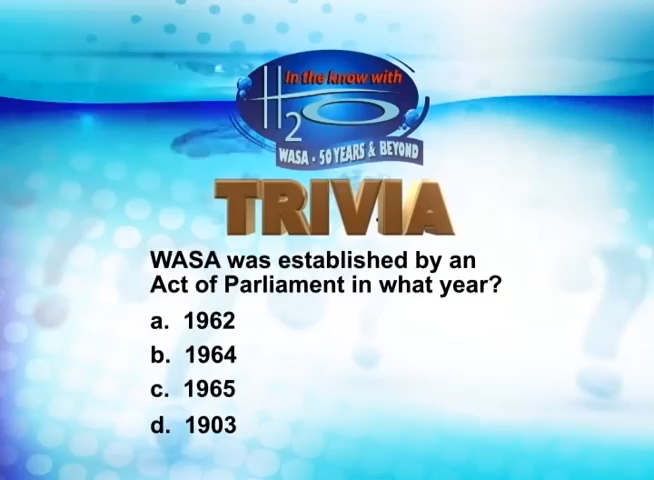 In the know with
H2O
WASA - 50 YEARS & BEYOND
TRIVIA
WASA was established by an
Act of Parliament in what year?
a. 1962
b. 1964
c. 1965
d. 1903